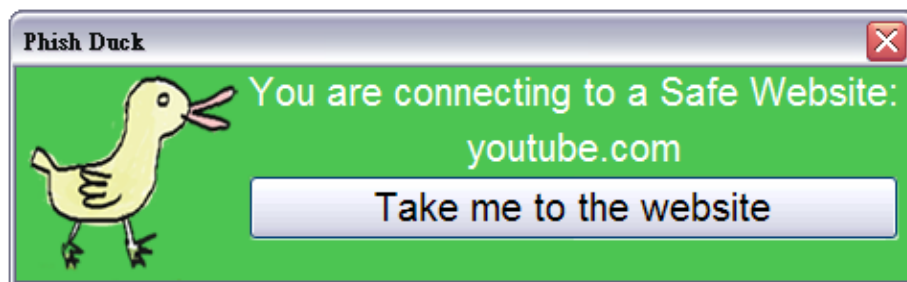 Phish Duck
You are connecting to a Safe Website:
youtube.com
Take me to the website